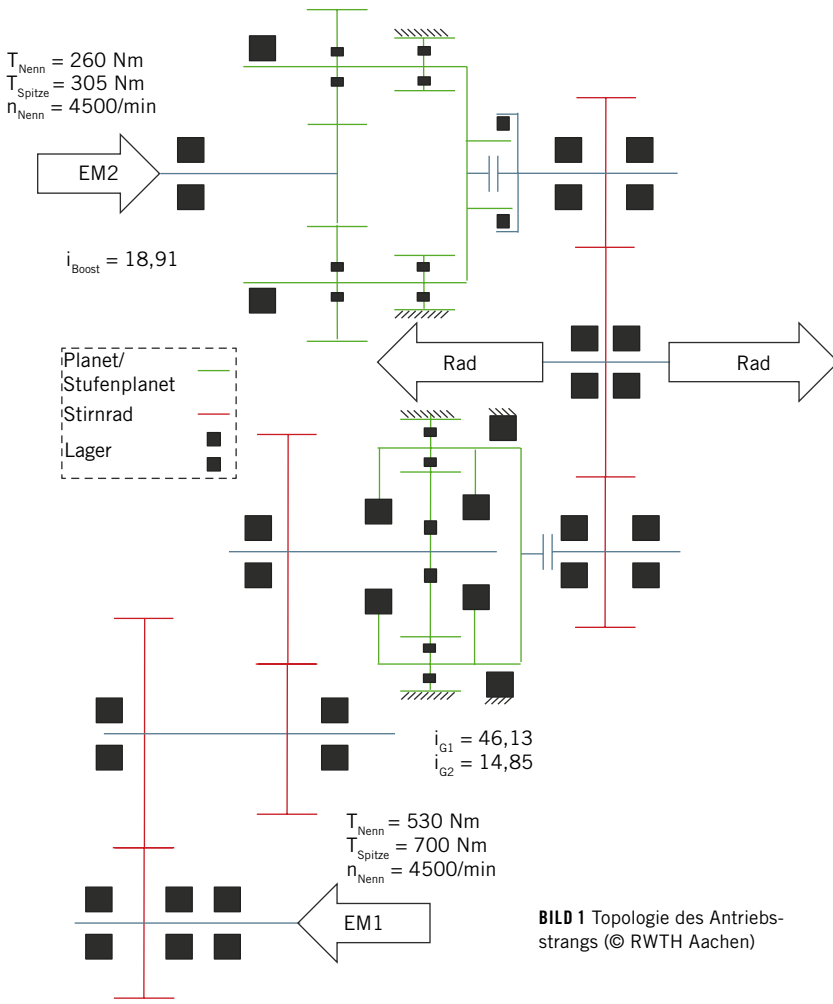 T_Nenn = 260 Nm
T_Spitze = 305 Nm
n_Nenn = 4500/min
EM2
i_Boost = 18,91
Planet/
Stufenplanet
Stirnrad
Lager
Rad
Rad
i_G1 = 46,13
i_G2 = 14,85
T_Nenn = 530 Nm
T_Spitze = 700 Nm
n_Nenn = 4500/min
EM1
BILD 1 Topologie des Antriebs-
strangs (© RWTH Aachen)